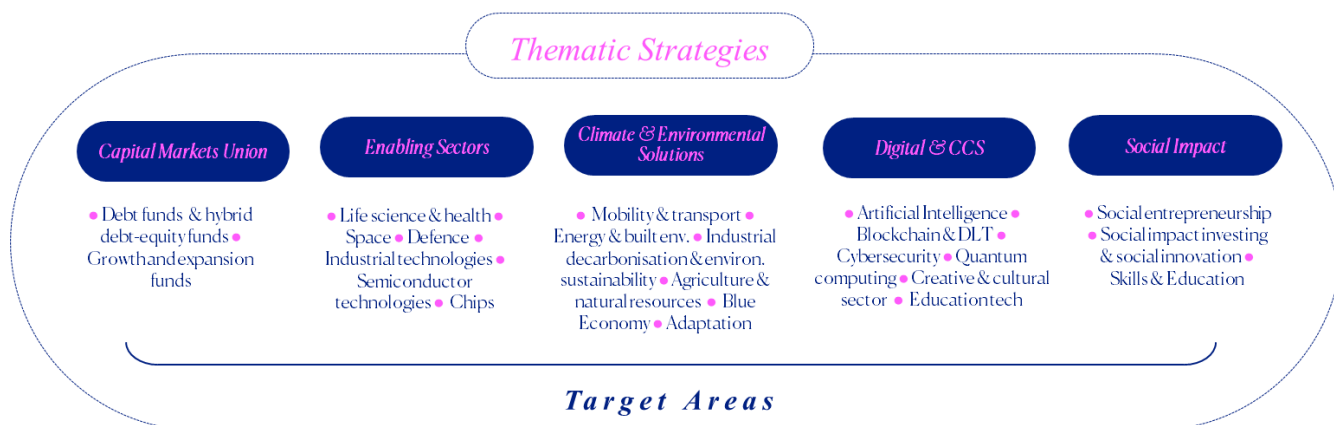 Thematic Strategies
Capital Markets Union
• Debt funds & hybrid
debt-equity funds •
Growth and expansion
funds
Enabling Sectors
• Life science & health •
Space • Defence •
Industrial technologies •
Semiconductor
technologies • Chips
Climate & Environmental
Solutions
• Mobility & transport •
Energy & built env. • Industrial
decarbonisation & environ.
sustainability • Agriculture &
natural resources • Blue
Economy • Adaptation
Digital & CCS
• Artificial Intelligence •
Blockchain & DLT •
Cybersecurity • Quantum
computing • Creative & cultural
sector • Education tech
Social Impact
• Social entrepreneurship
• Social impact investing
& social innovation •
Skills & Education
Target Areas